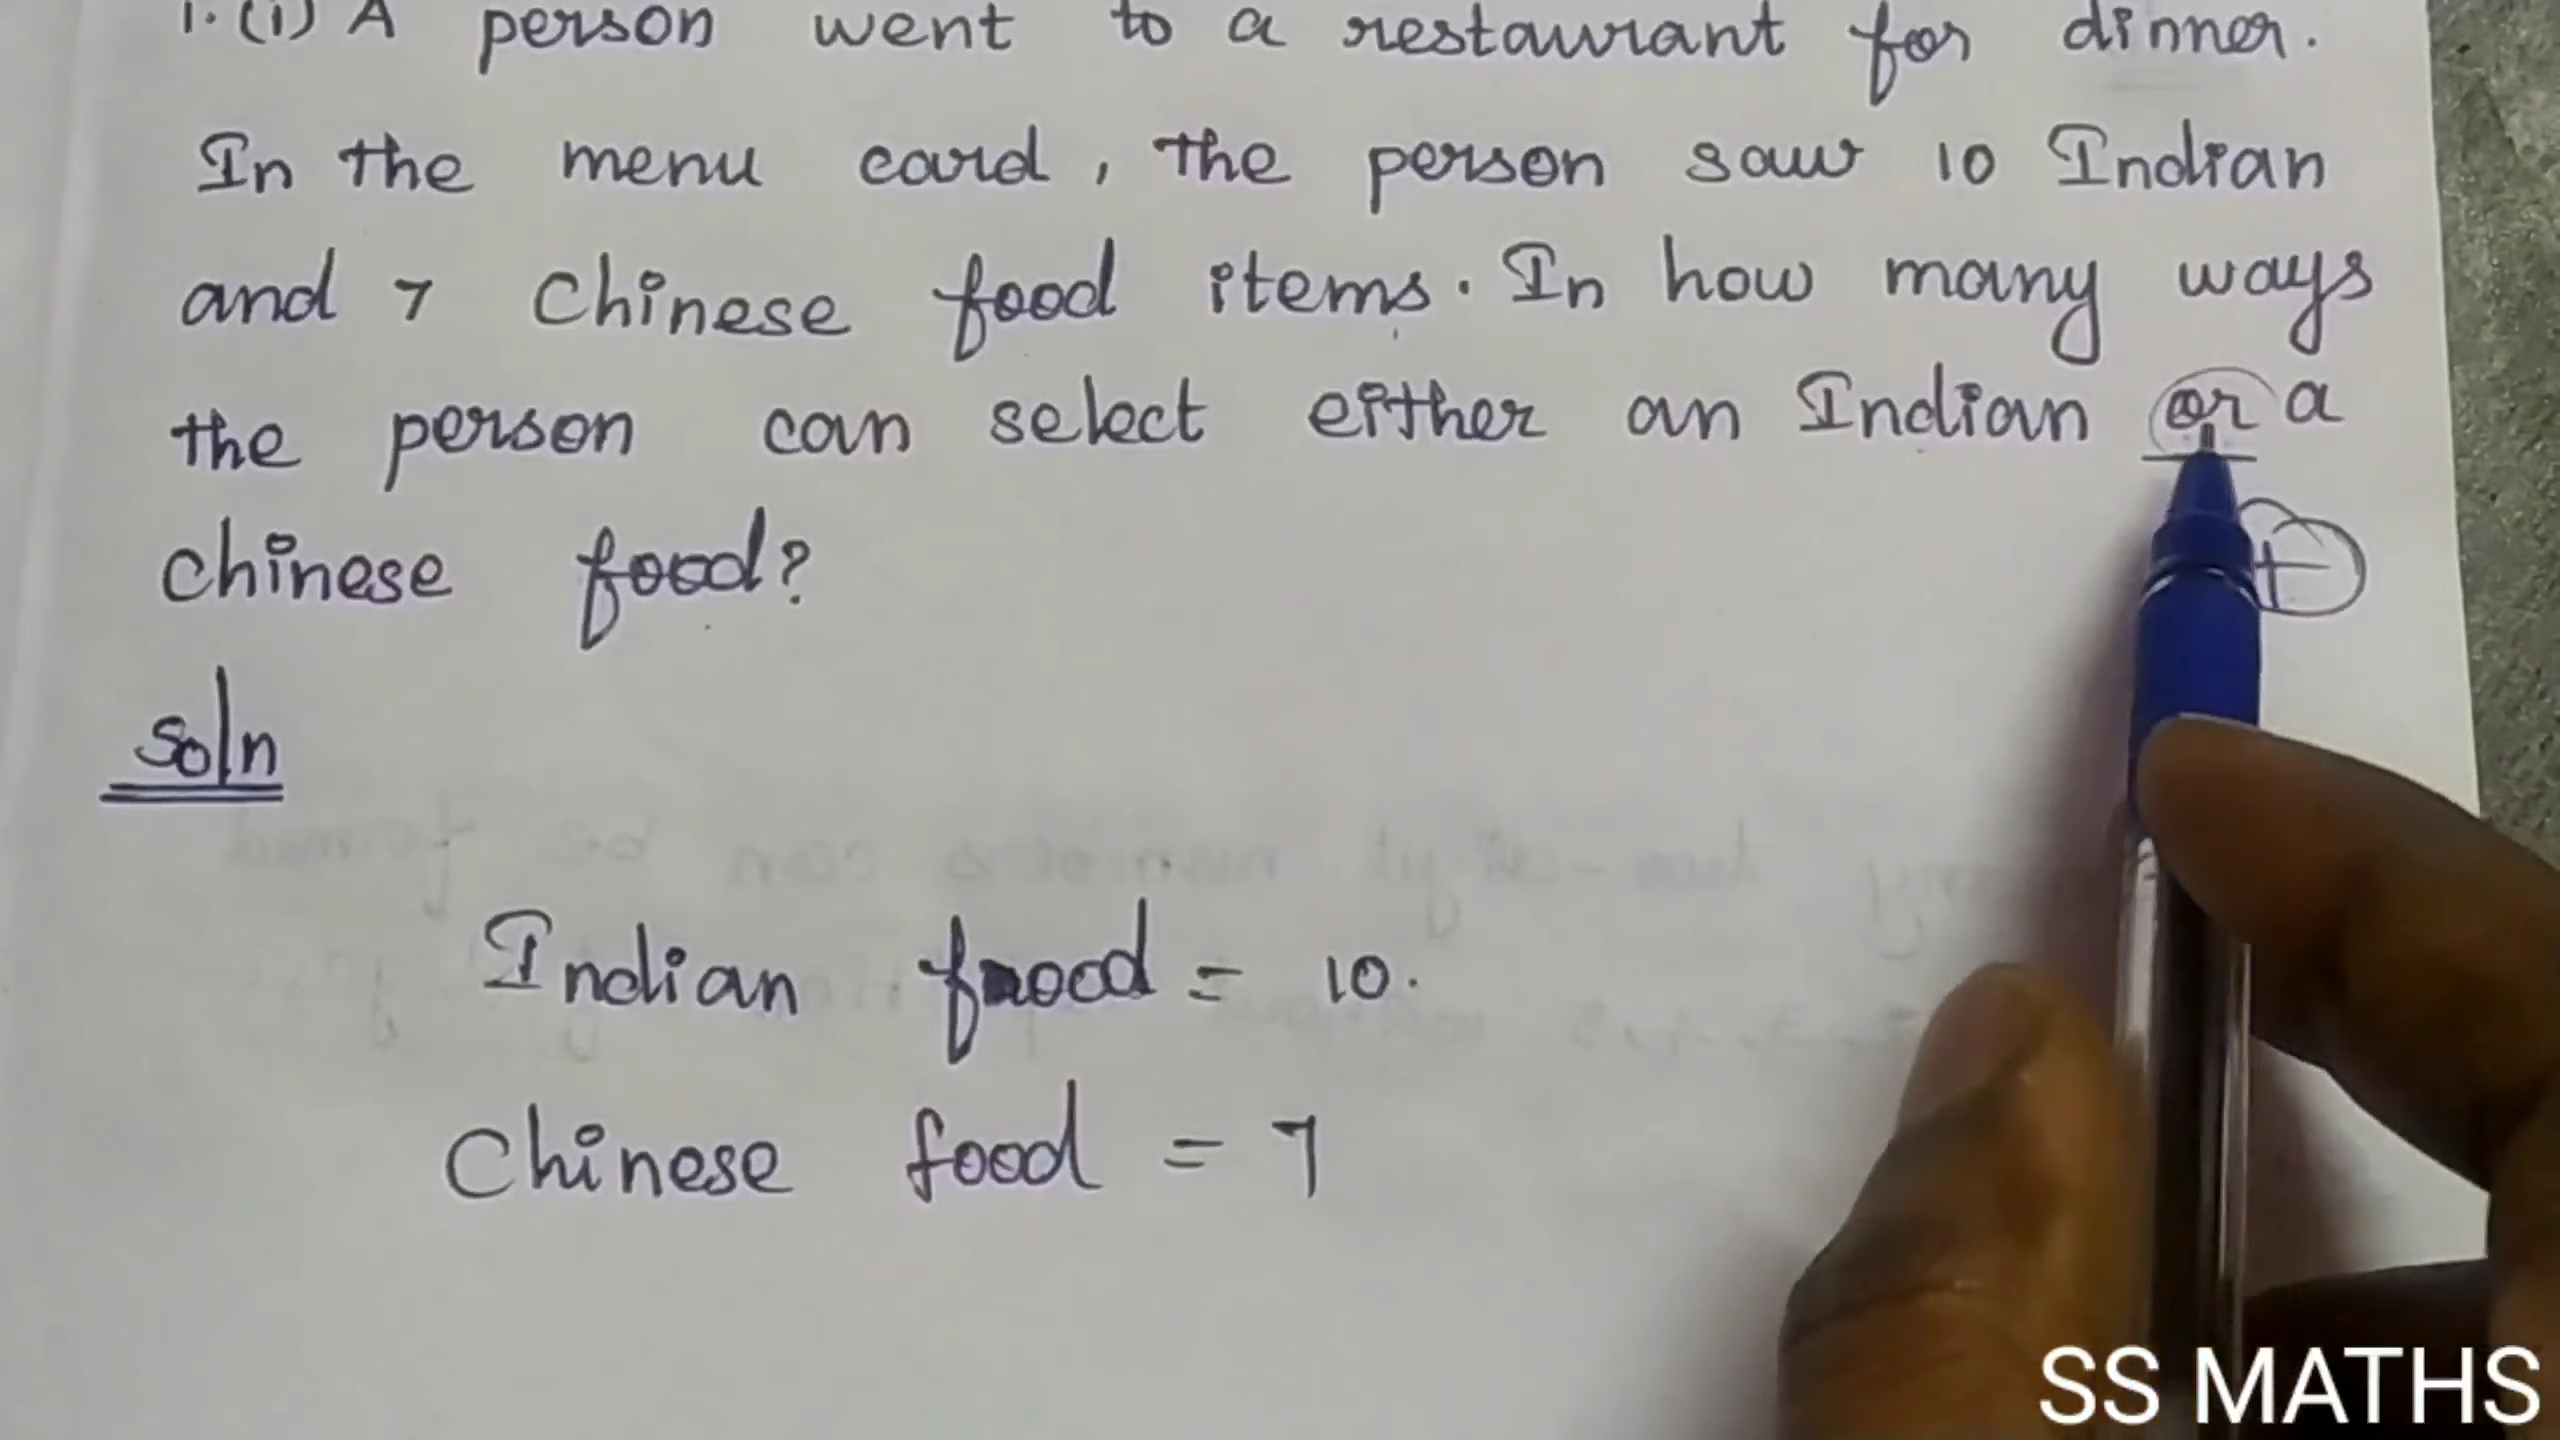 1. (i) A person went to a restaurant for dinner.
In the menu card, the person saw 10 Indian
and 7 Chinese food items. In how many ways
the person can select either an Indian or a
Chinese food?
+
Soln
Indian food = 10.
Chinese food = 7
SS MATHS